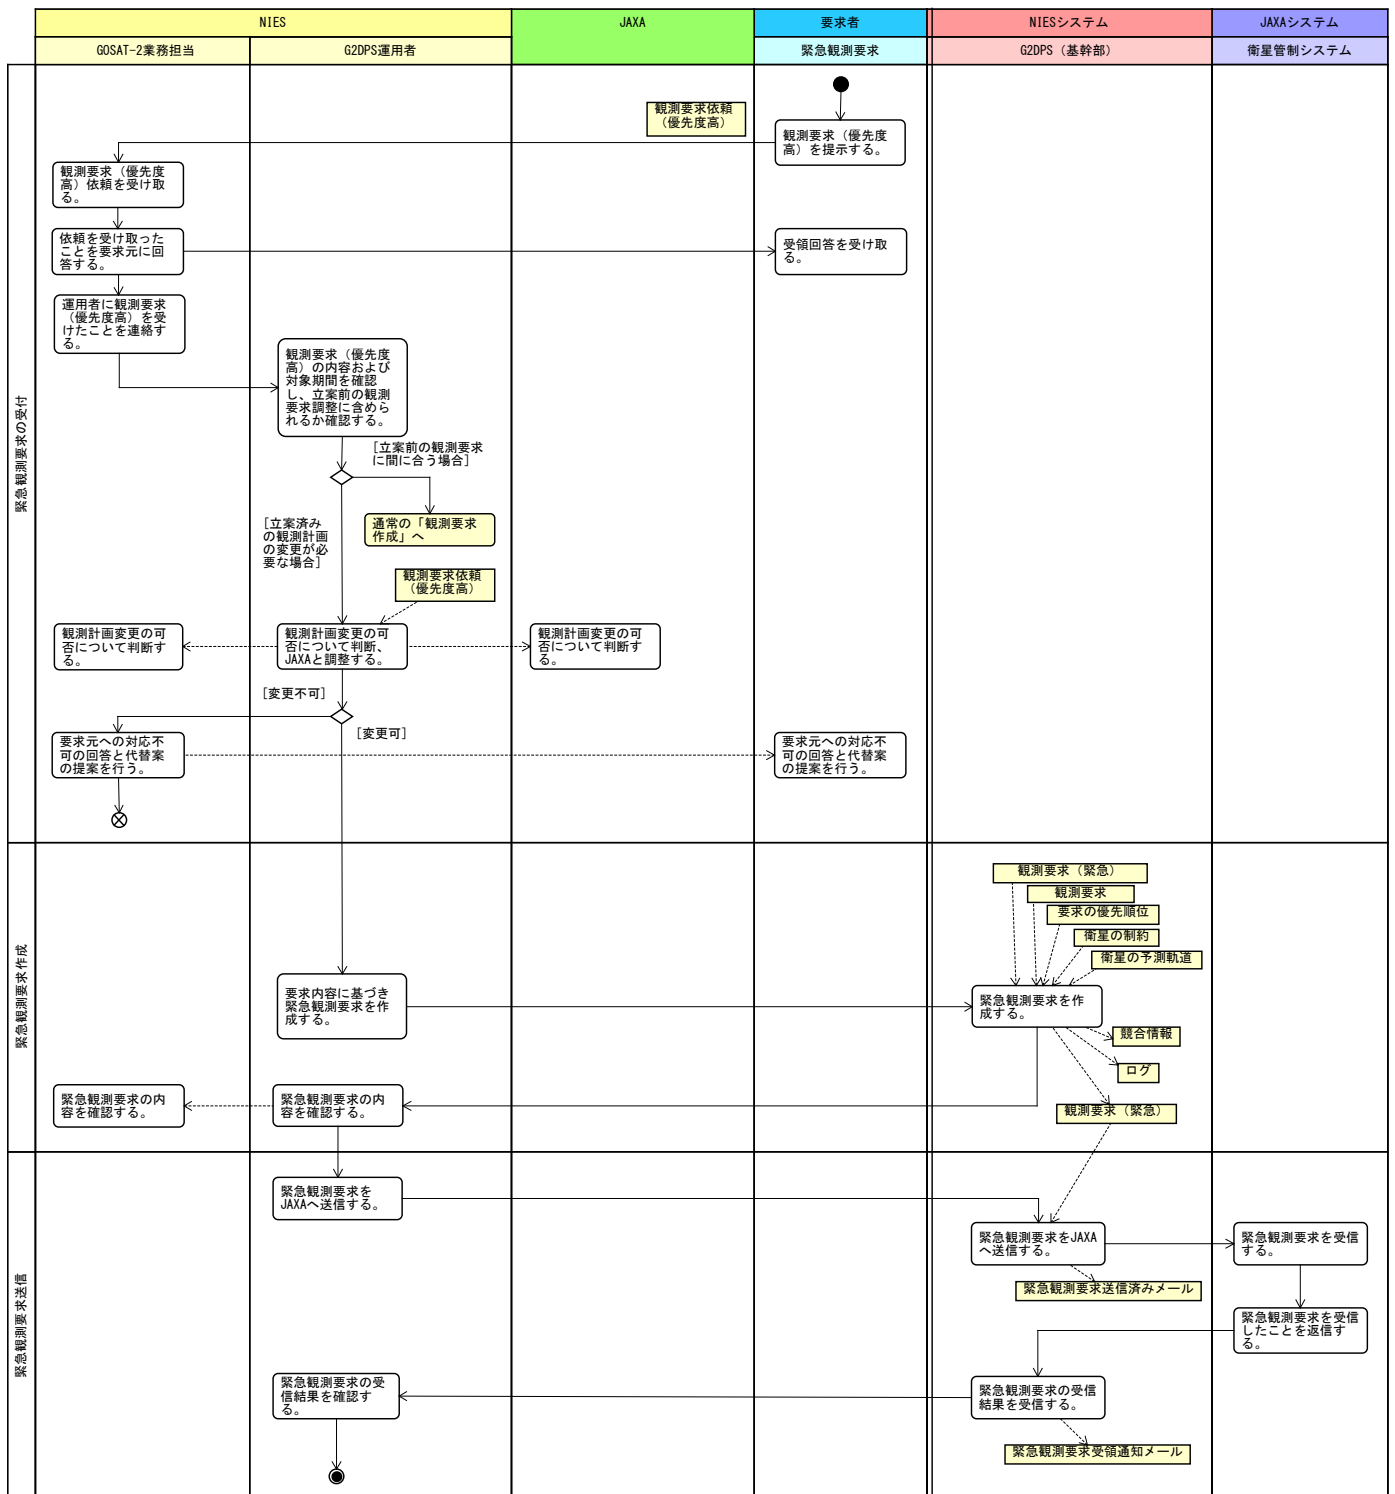 NIES
JAXA
要求者
NIESシステム
JAXAシステム
GOSAT-2業務担当
G2DPS運用者
緊急観測要求
G2DPS（基幹部）
衛星管制システム
緊急観測要求の受付
観測要求依頼
（優先度高）
観測要求（優先度
高）を提示する。
観測要求（優先度
高）依頼を受け取
る。
依頼を受け取った
ことを要求元に回
答する。
受領回答を受け取
る。
運用者に観測要求
（優先度高）を受
けたことを連絡す
る。
観測要求（優先度
高）の内容および
対象期間を確認
し、立案前の観測
要求調整に含めら
れるか確認する。
[立案前の観測要求
に間に合う場合]
通常の「観測要求
作成」へ
[立案済み
の観測計画
の変更が必
要な場合]
観測要求依頼
（優先度高）
観測計画変更の可
否について判断す
る。
観測計画変更の可
否について判断、
JAXAと調整する。
観測計画変更の可
否について判断す
る。
[変更不可]
[変更可]
要求元への対応不
可の回答と代替案
の提案を行う。
要求元への対応不
可の回答と代替案
の提案を行う。
緊急観測要求作成
観測要求（緊急）
観測要求
要求の優先順位
衛星の制約
衛星の予測軌道
要求内容に基づき
緊急観測要求を作
成する。
緊急観測要求を作
成する。
競合情報
ログ
観測要求（緊急）
緊急観測要求の内
容を確認する。
緊急観測要求の内
容を確認する。
緊急観測要求送信
緊急観測要求を
JAXAへ送信する。
緊急観測要求をJAXA
へ送信する。
緊急観測要求を受信
する。
緊急観測要求送信済みメール
緊急観測要求を受信
したことを返信す
る。
緊急観測要求の受
信結果を確認す
る。
緊急観測要求の受信
結果を受信する。
緊急観測要求受領通知メール